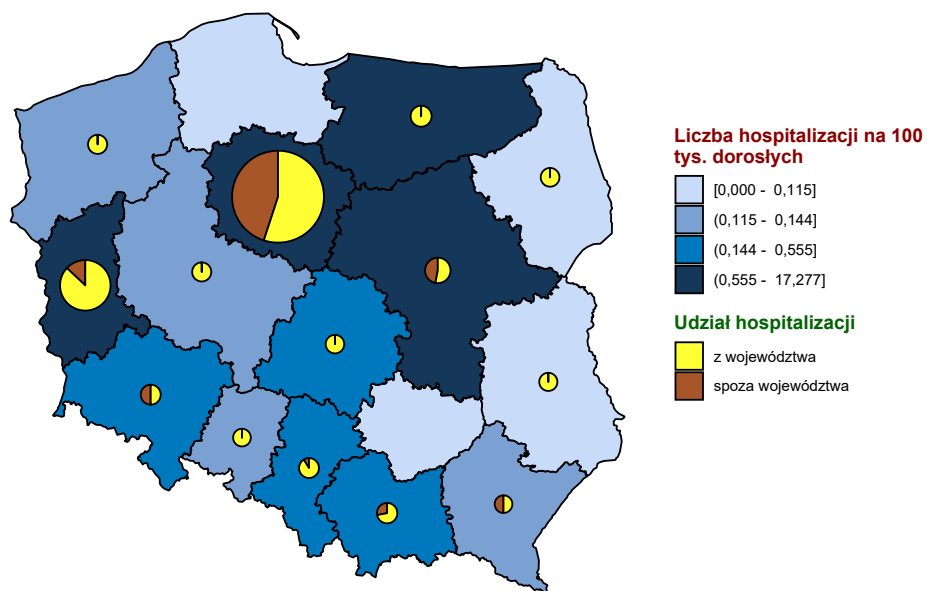 Liczba hospitalizacji na 100
tys. dorosłych
[0,000 - 0,115]
(0,115 - 0,144]
(0,144 - 0,555]
(0,555 - 17,277]
Udział hospitalizacji
z województwa
spoza województwa